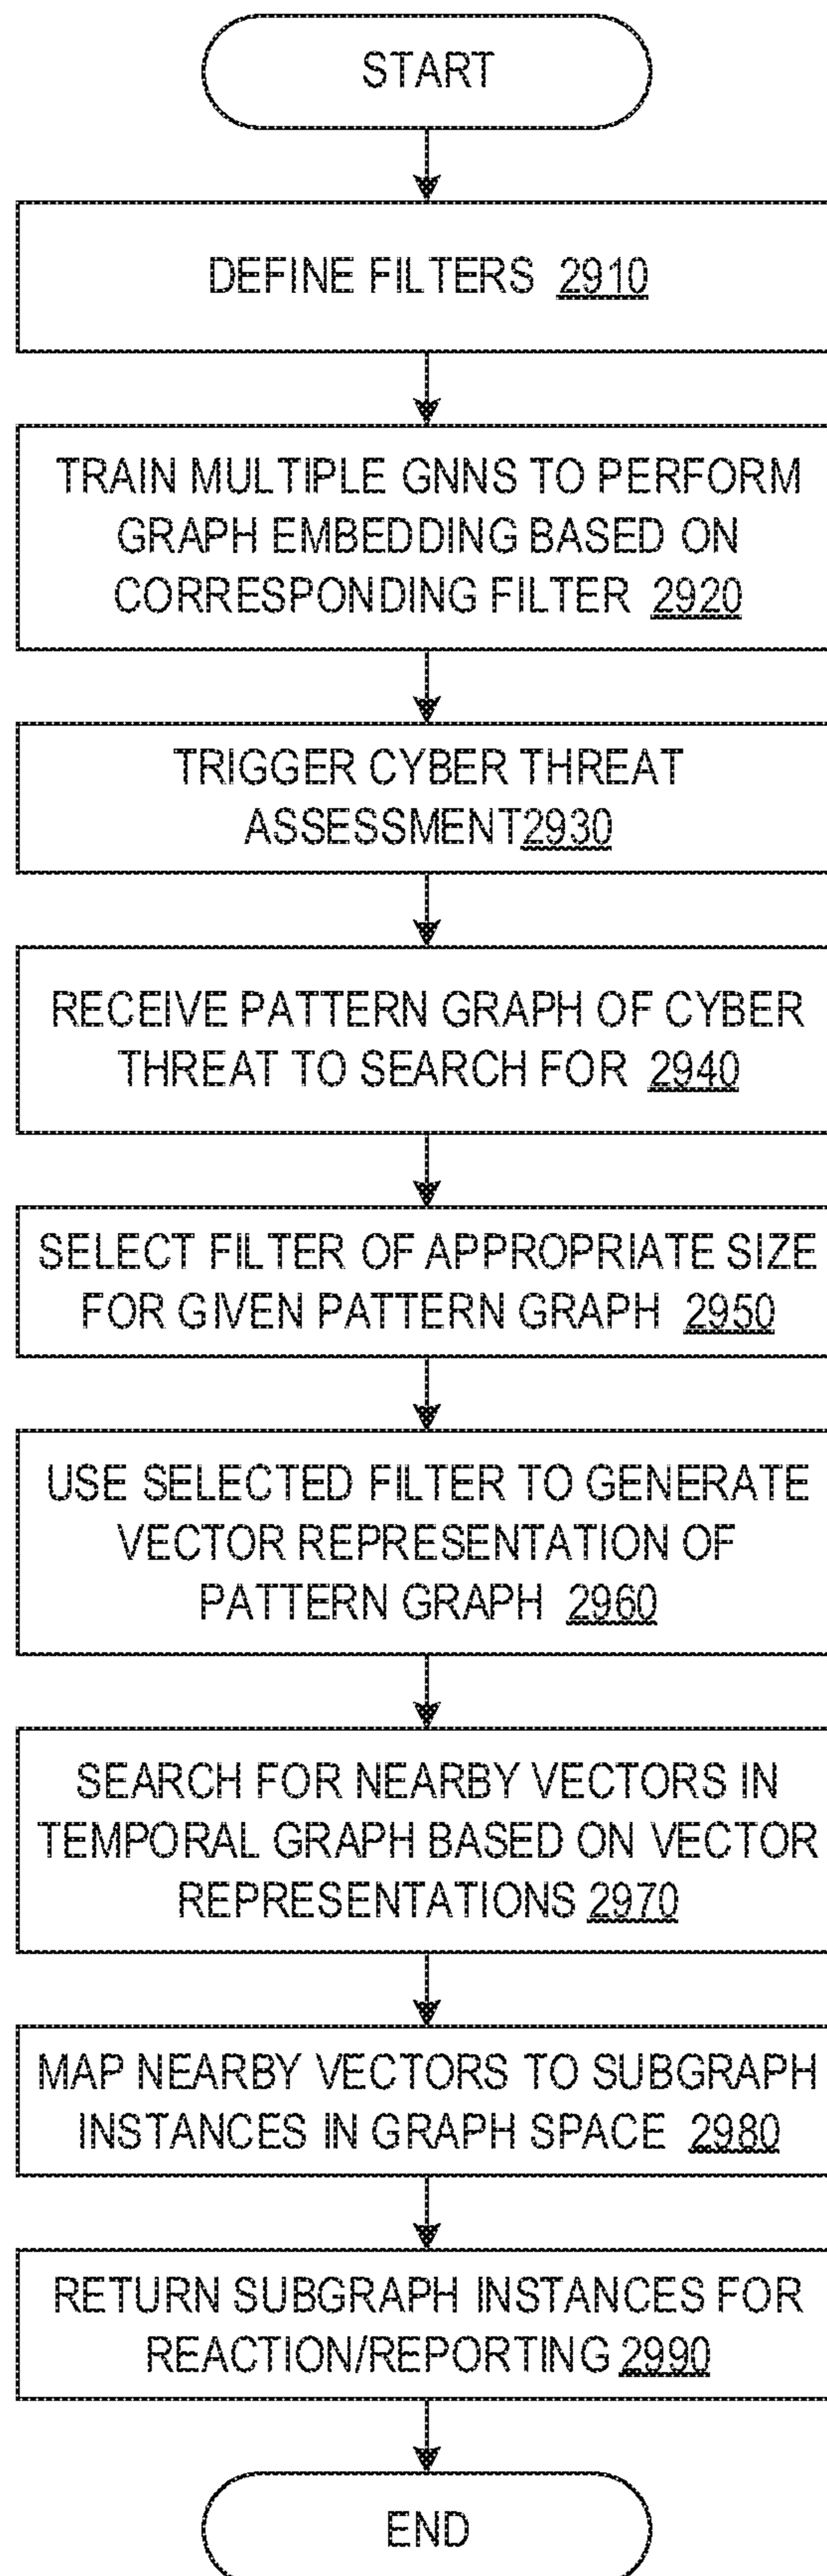 START
DEFINE FILTERS 2910
TRAIN MULTIPLE GNNS TO PERFORM
GRAPH EMBEDDING BASED ON
CORRESPONDING FILTER 2920
TRIGGER CYBER THREAT
ASSESSMENT2930
RECEIVE PATTERN GRAPH OF CYBER
THREAT TO SEARCH FOR 2940
SELECT FILTER OF APPROPRIATE SIZE
FOR GIVEN PATTERN GRAPH 2950
USE SELECTED FILTER TO GENERATE
VECTOR REPRESENTATION OF
PATTERN GRAPH 2960
SEARCH FOR NEARBY VECTORS IN
TEMPORAL GRAPH BASED ON VECTOR
REPRESENTATIONS 2970
MAP NEARBY VECTORS TO SUBGRAPH
INSTANCES IN GRAPH SPACE 2980
RETURN SUBGRAPH INSTANCES FOR
REACTION/REPORTING 2990
END